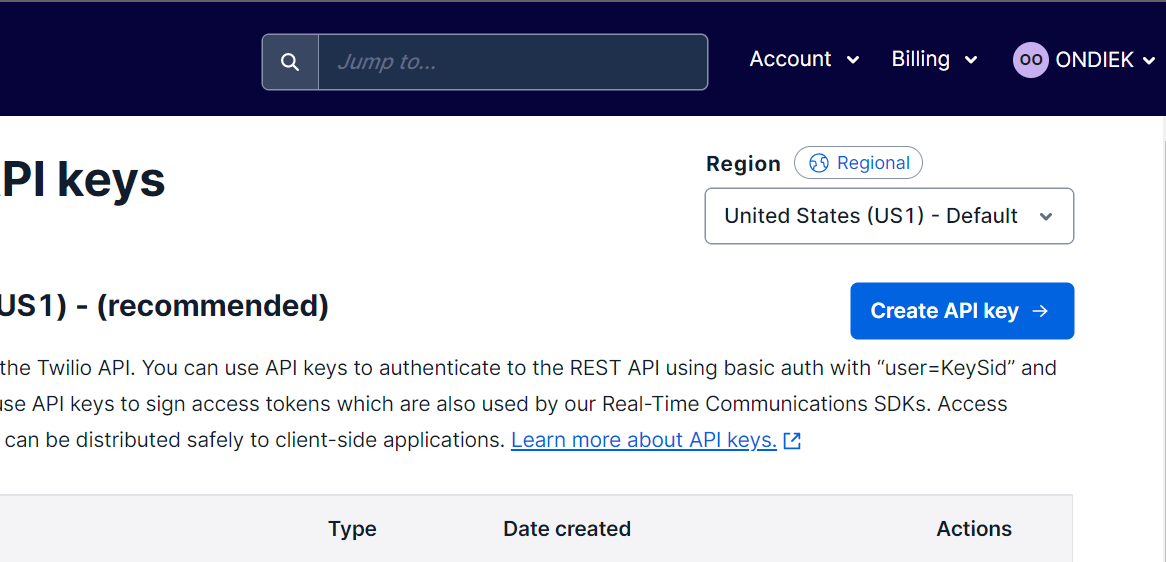 Jump to...
Account
Billing
OO ONDIEK
PI keys
Region
Regional
United States (US1) - Default
US1) - (recommended)
Create API key
the Twilio API. You can use API keys to authenticate to the REST API using basic auth with “user=KeySid” and
use API keys to sign access tokens which are also used by our Real-Time Communications SDKs. Access
can be distributed safely to client-side applications. Learn more about API keys.
Type
Date created
Actions